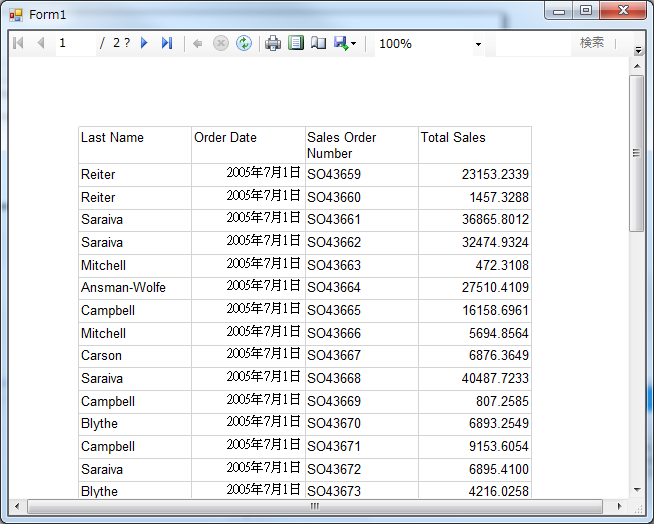 Form1
1 / 2 ? 100% 検索
Last Name Order Date Sales Order Number Total Sales
Reiter 2005年7月1日 SO43659 23153.2339
Reiter 2005年7月1日 SO43660 1457.3288
Saraiva 2005年7月1日 SO43661 36865.8012
Saraiva 2005年7月1日 SO43662 32474.9324
Mitchell 2005年7月1日 SO43663 472.3108
Ansman-Wolfe 2005年7月1日 SO43664 27510.4109
Campbell 2005年7月1日 SO43665 16158.6961
Mitchell 2005年7月1日 SO43666 5694.8564
Carson 2005年7月1日 SO43667 6876.3649
Saraiva 2005年7月1日 SO43668 40487.7233
Campbell 2005年7月1日 SO43669 807.2585
Blythe 2005年7月1日 SO43670 6893.2549
Campbell 2005年7月1日 SO43671 9153.6054
Saraiva 2005年7月1日 SO43672 6895.4100
Blythe 2005年7月1日 SO43673 4216.0258